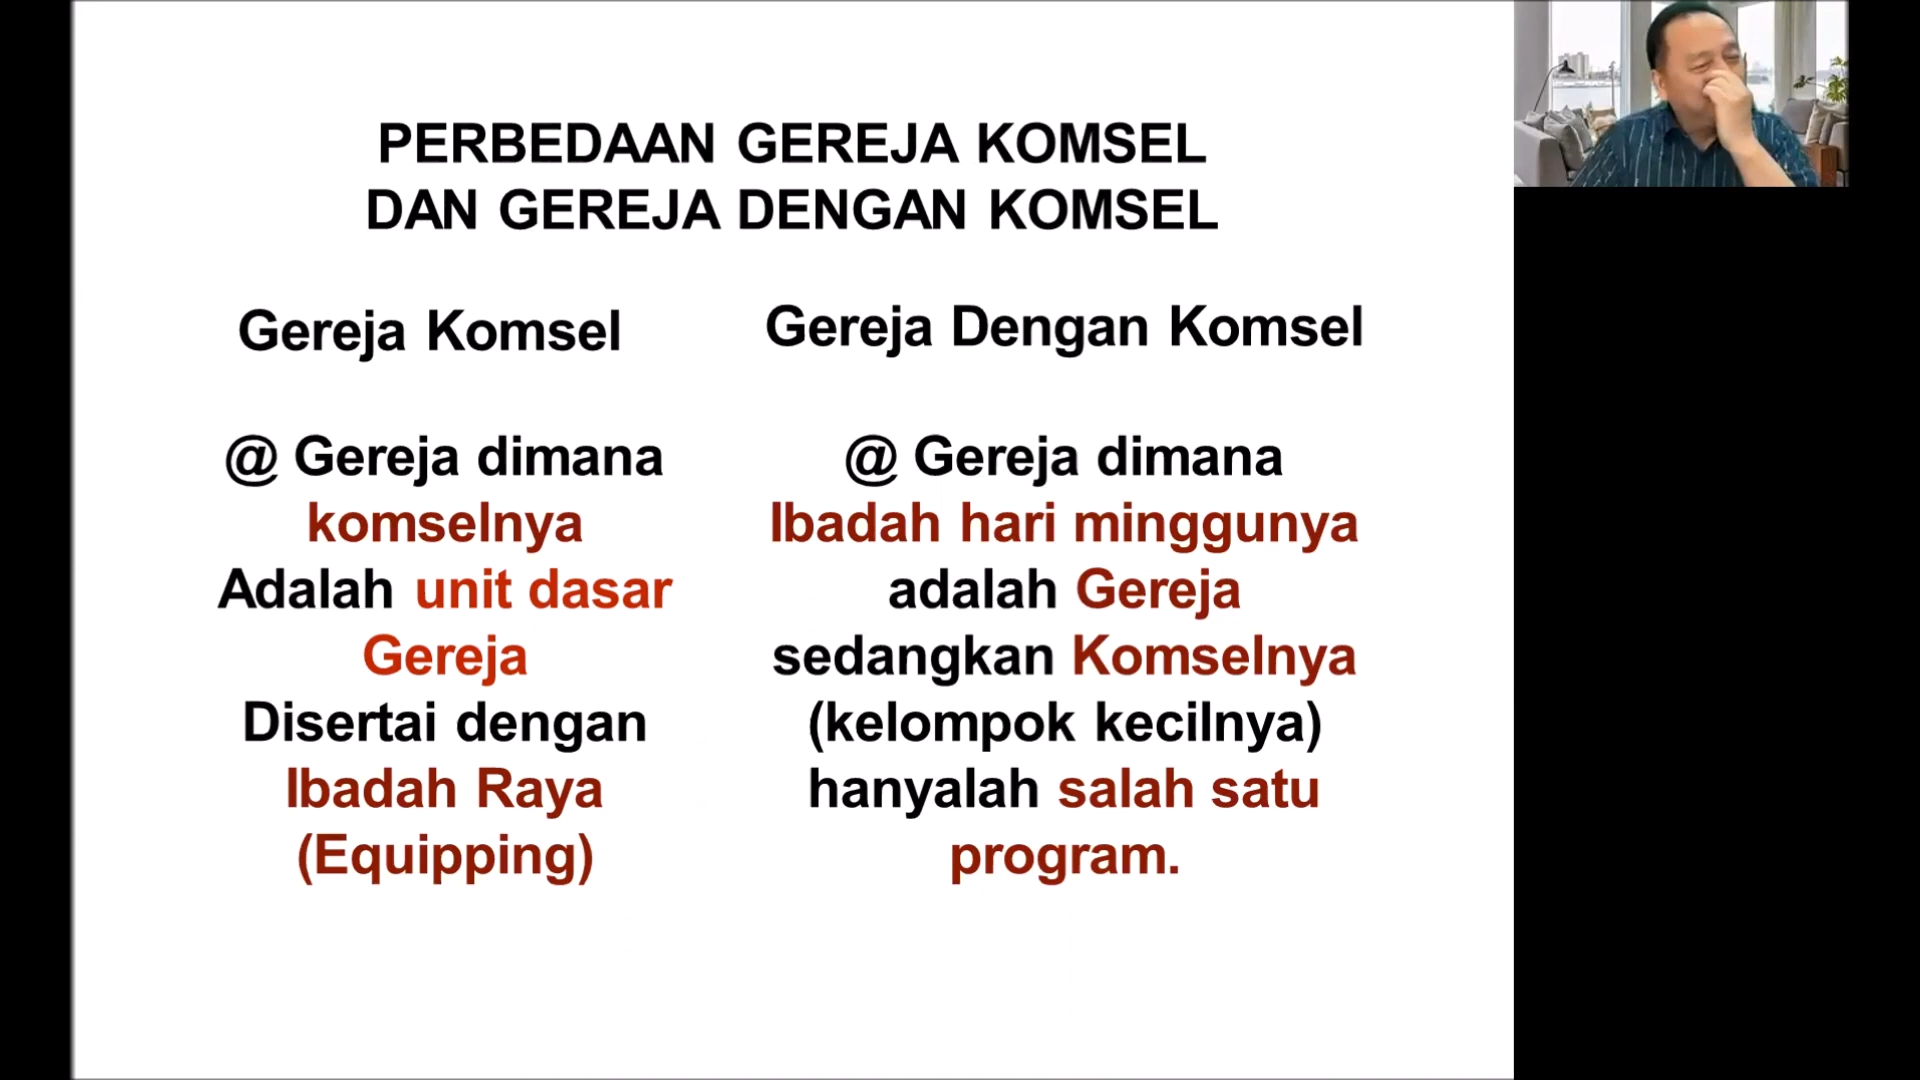 PERBEDAAN GEREJA KOMSEL
DAN GEREJA DENGAN KOMSEL
Gereja Komsel
@ Gereja dimana
komselnya
Adalah unit dasar
Gereja
Disertai dengan
Ibadah Raya
(Equipping)
Gereja Dengan Komsel
@ Gereja dimana
Ibadah hari minggunya
adalah Gereja
sedangkan Komselnya
(kelompok kecilnya)
hanyalah salah satu
program.